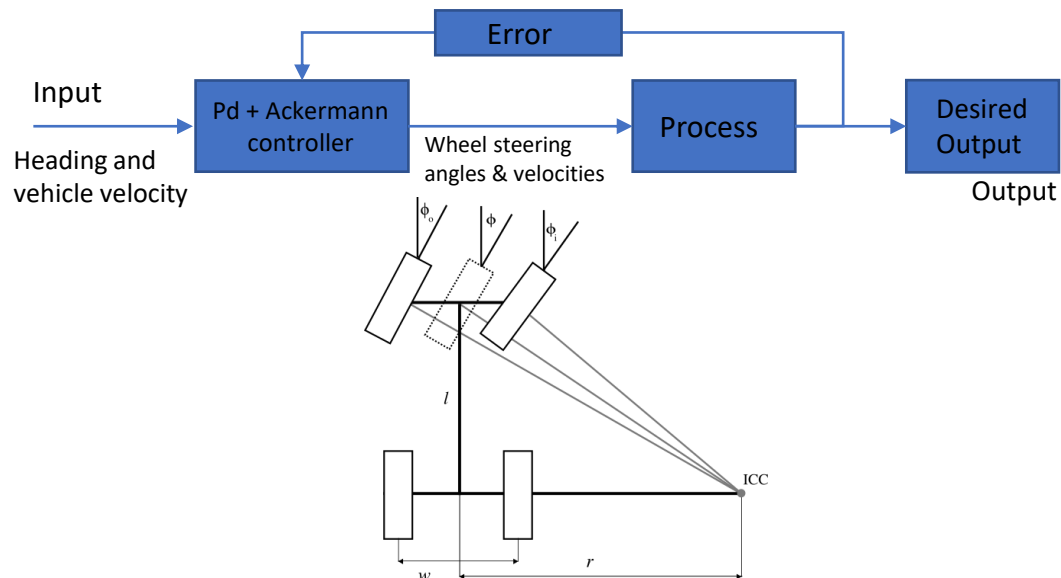 Error
Input
Pd + Ackermann
controller
Process
Desired
Output
Heading and
vehicle velocity
Wheel steering
angles & velocities
Output
ϕo
ϕ
ϕi
l
ICC
w
r